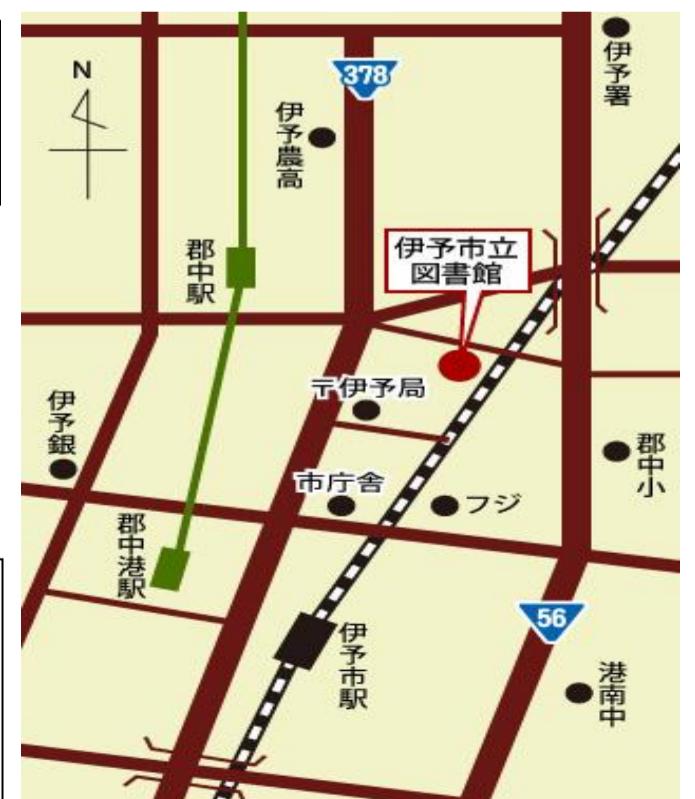 伊予署
N
378
伊予農高
伊予市立
図書館
郡中駅
〒伊予局
伊予銀
郡中小
市庁舎
フジ
郡中港駅
56
伊予市駅
港南中